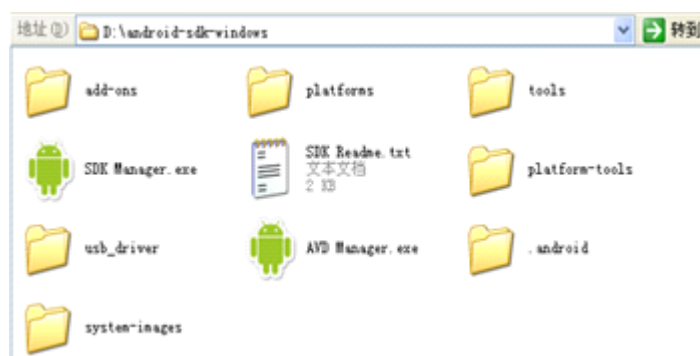 地址(D) D:\android-sdk-windows 转到
add-ons
platforms
tools
SDK Manager.exe
SDK Readme.txt
文本文档
2 KB
platform-tools
usb_driver
AVD Manager.exe
.android
system-images